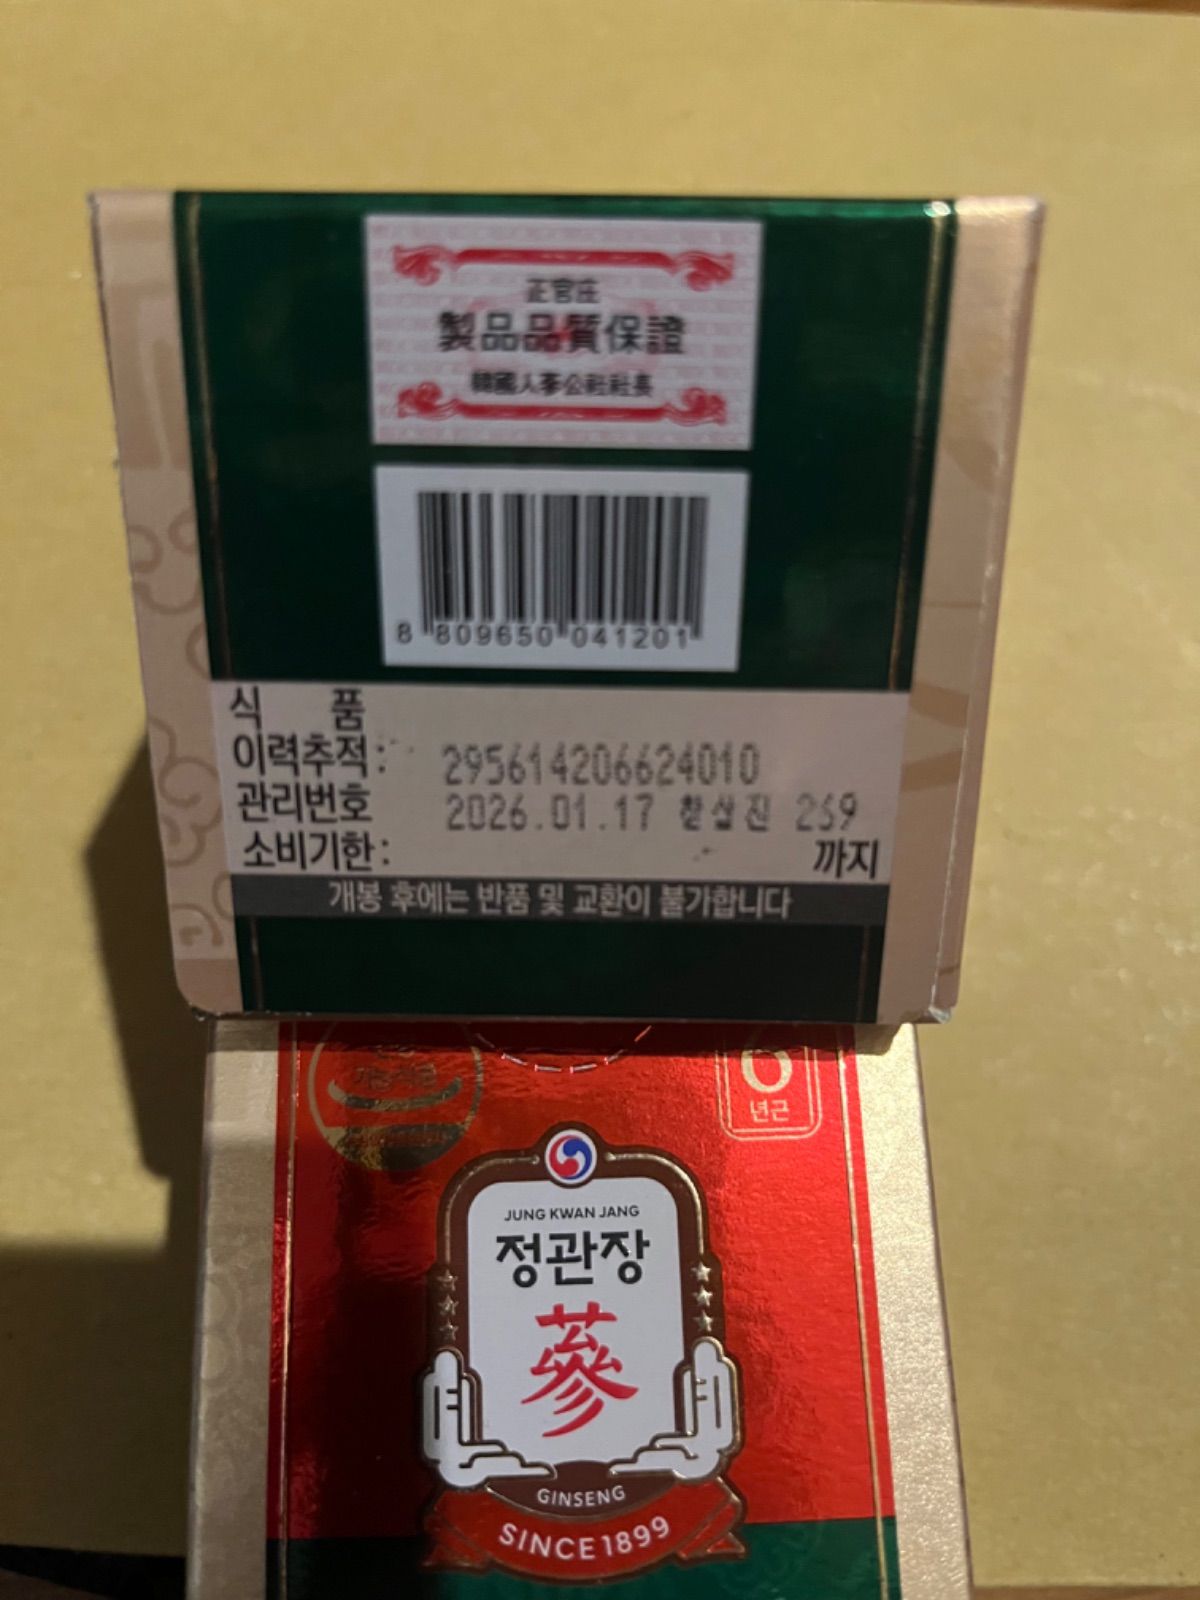 正官庄
製品品質保證
韓國人蔘公社社長
8 809650 041201
식 품
이력추적:
295614206624010
관리번호
2026.01.17
소비기한:
까지
개봉 후에는 반품 및 교환이 불가합니다
6
년근
JUNG KWAN JANG
정관장
蔘
GINSENG
SINCE 1899